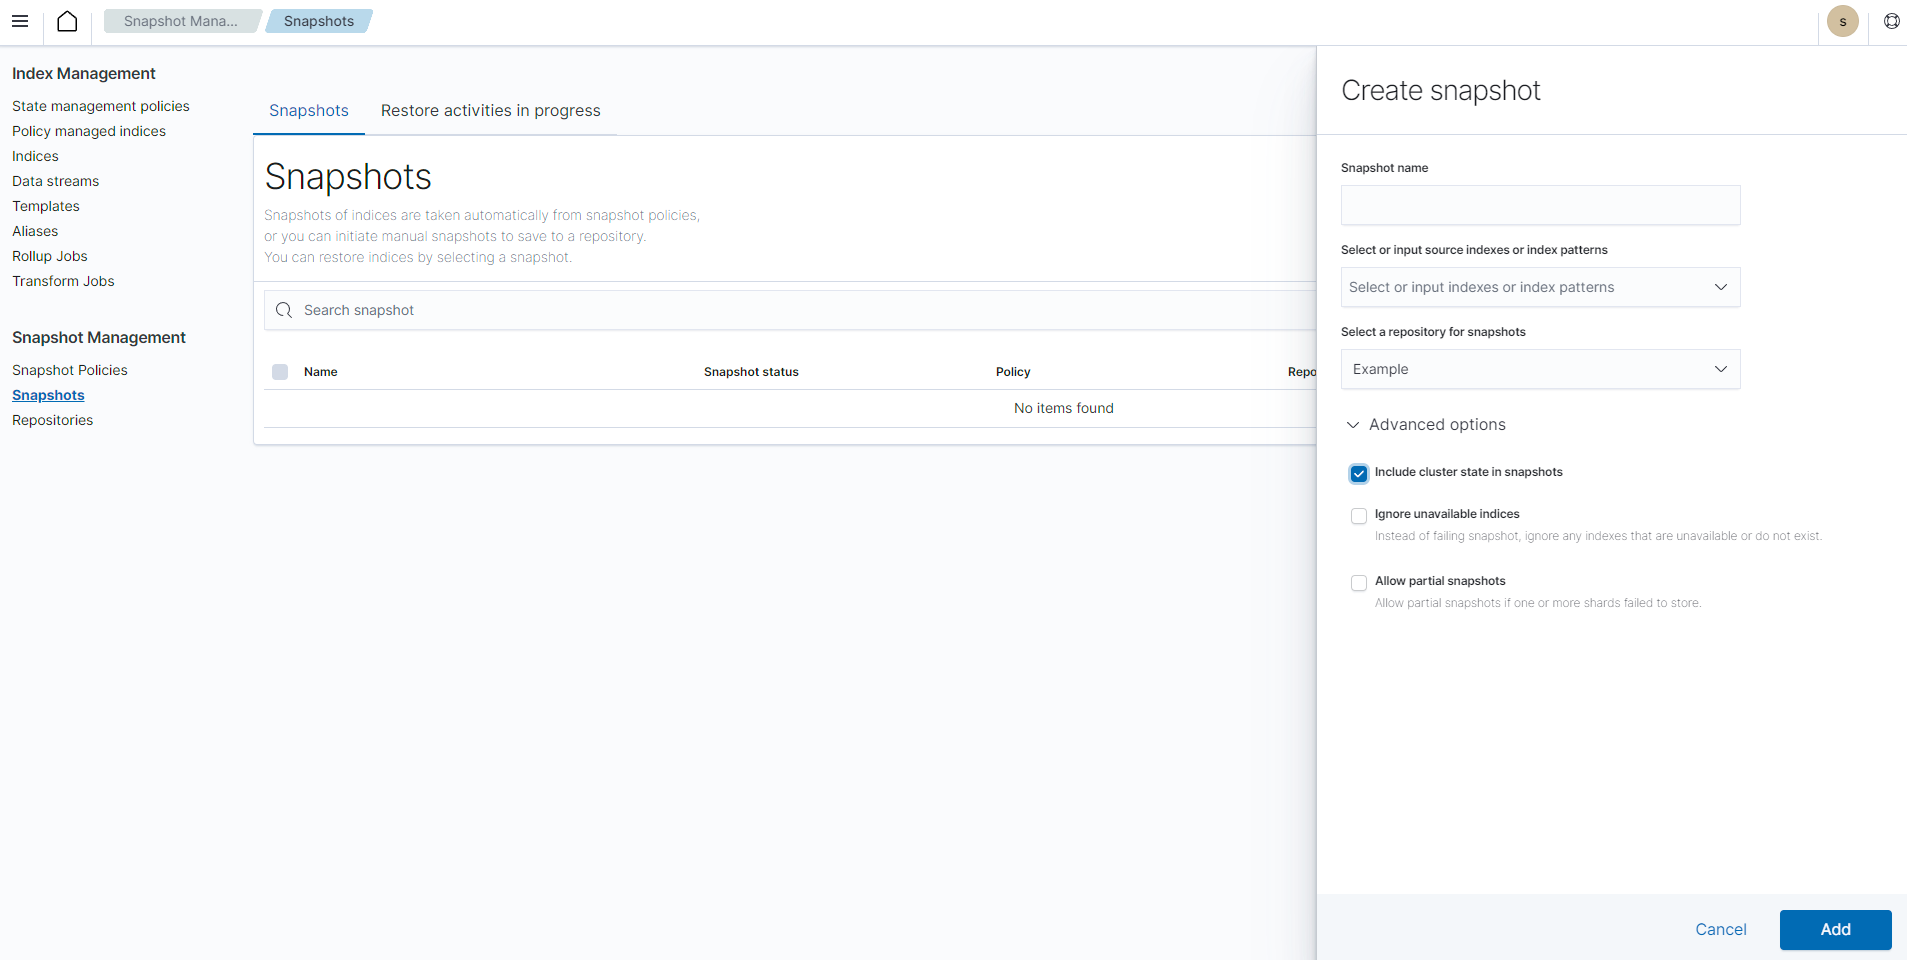 Snapshot Mana...
Snapshots
s
Index Management
State management policies
Policy managed indices
Indices
Data streams
Templates
Aliases
Rollup Jobs
Transform Jobs
Snapshot Management
Snapshot Policies
Snapshots
Repositories
Snapshots
Restore activities in progress
Snapshots
Snapshots of indices are taken automatically from snapshot policies,
or you can initiate manual snapshots to save to a repository.
You can restore indices by selecting a snapshot.
Search snapshot
Name Snapshot status Policy Repo
No items found
Create snapshot
Snapshot name
Select or input source indexes or index patterns
Select or input indexes or index patterns
Select a repository for snapshots
Example
Advanced options
Include cluster state in snapshots
Ignore unavailable indices
Instead of failing snapshot, ignore any indexes that are unavailable or do not exist.
Allow partial snapshots
Allow partial snapshots if one or more shards failed to store.
Cancel
Add